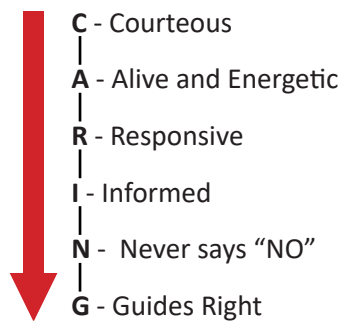 C - Courteous
A - Alive and Energetic
R - Responsive
I - Informed
N -  Never says “NO”
G - Guides Right